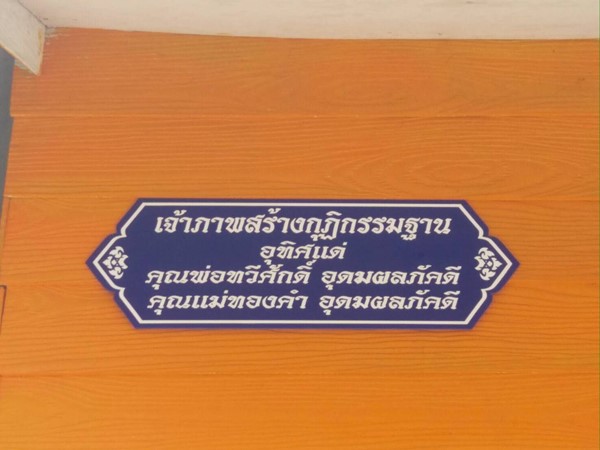 เจ้าภาพสร้างกุฏิกรรมฐาน
อุทิศแด่
คุณพ่อทวีศักดิ์ อุดมผลภัคดี
คุณแม่ทองคำ อุดมผลภัคดี